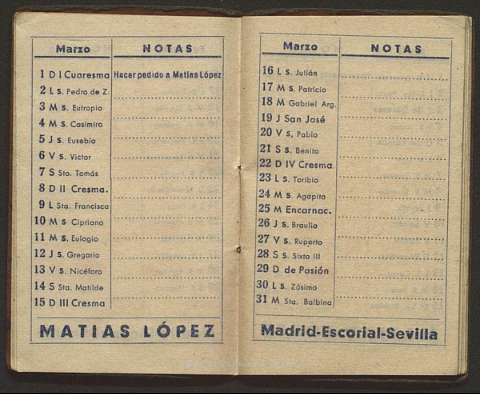 Marzo NOTAS
1 D I Cuaresma Hacer pedido a Matías López
2 L s. Pedro de Z.
3 M s. Eutropio
4 M s. Casimiro
5 J s. Eusebio
6 V s. Victor
7 S Sto. Tomás
8 D II Cresma.
9 L Sta. Francisca
10 M s. Cipriano
11 M s. Eulogio
12 J s. Gregorio
13 V s. Nicéforo
14 S Sta. Matilde
15 D III Cresma
MATIAS LÓPEZ
Marzo NOTAS
16 L s. Julián
17 M s. Patricio
18 M Gabriel Arg.
19 J San José
20 V s. Pablo
21 S s. Benito
22 D IV Cresma
23 L s. Toribio
24 M s. Agapito
25 M Encarnac.
26 J s. Braulio
27 V s. Ruperto
28 S s. Sixto III
29 D de Pasión
30 L s. Zósimo
31 M Sta. Balbina
Madrid-Escorial-Sevilla